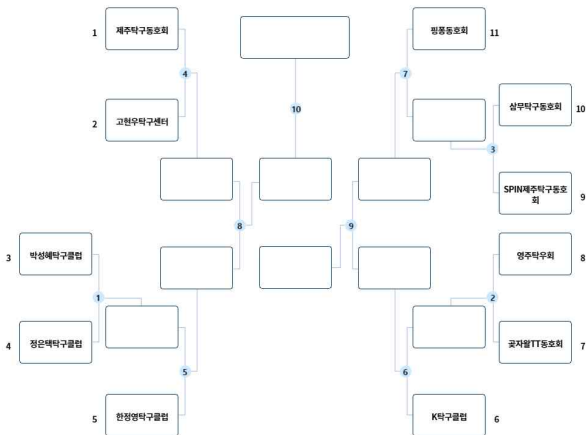 1 제주탁구동호회
핑퐁동호회 11
4
7
10
2 고현우탁구센터
삼무탁구동호회 10
3
SPIN제주탁구동호
회 9
8
9
3 박성혜탁구클럽
영주탁우회 8
1
2
4 정은택탁구클럽
곶자왈TT동호회 7
5
6
5 한정영탁구클럽
K탁구클럽 6